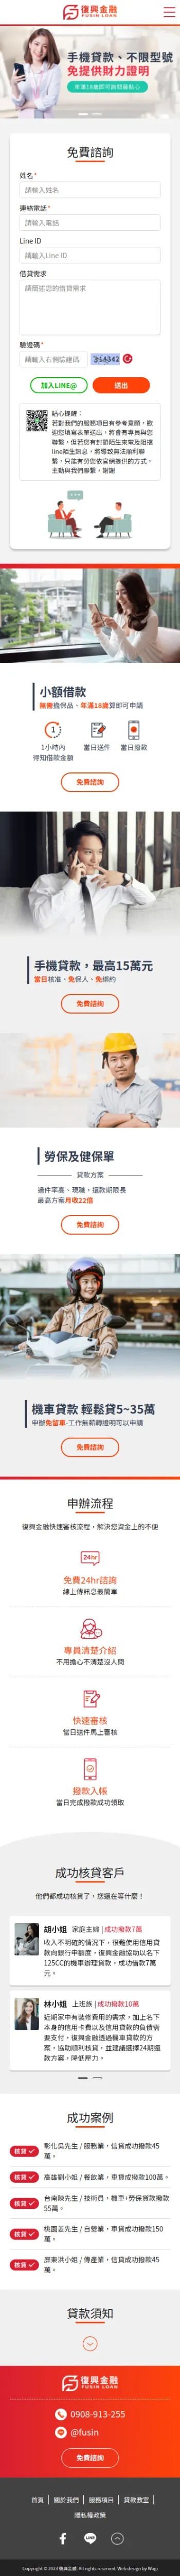 復興金融
FUSIN LOAN
手機貸款、不限型號
免提供財力證明
年滿18歲即可詢問最貼心
免費諮詢
姓名*
請輸入姓名
連絡電話*
請輸入電話
Line ID
請輸入Line ID
借貸需求
請簡述您的借貸需求
驗證碼*
請輸入右側驗證碼
加入LINE@
送出
貼心提醒：
若對我們的服務項目有參考意願，歡
迎您填寫表單送出，將會有專員與您
聯繫，但若您有封鎖陌生來電及阻擋
line陌生訊息，將導致無法順利聯
繫，只能有勞您依官網提供的方式，
主動與我們聯繫，謝謝
小額借款
無需擔保品、年滿18歲買即可申請
1
1小時內
得知借款金額
當日送件
當日撥款
免費諮詢
手機貸款，最高15萬元
當日核准、免保人、免綁約
免費諮詢
勞保及健保單
貸款方案
過件率高、現職、還款期限長
最高方案月收22倍
免費諮詢
機車貸款 輕鬆貸5~35萬
申辦免留車-工作無薪轉證明可以申請
免費諮詢
申辦流程
復興金融快速審核流程，解決您資金上的不便
24hr
免費24hr諮詢
線上傳訊息最簡單
專員清楚介紹
不用擔心不清楚沒人問
快速審核
當日送件馬上審核
撥款入帳
當日完成撥款成功領取
成功核貸客戶
他們都成功核貸了，您還在等什麼！
胡小姐 家庭主婦 | 成功撥款7萬
收入不明確的情況下，很難使用信用貸
款向銀行申額度，復興金融協助以名下
125CC的機車辦理貸款，成功借款7萬
元。
林小姐 上班族 | 成功撥款10萬
近期家中有裝修費用的需求，加上名下
本身的信用卡費以及信用貸款的負債需
要支付，復興金融透過機車貸款的方
案，協助順利核貸，並建議選擇24期還
款方案，降低壓力。
成功案例
核貸 彰化吳先生 / 服務業，信貸成功撥款45
萬。
核貸 高雄劉小姐 / 餐飲業，車貸成撥款100萬。
核貸 台南陳先生 / 技術員，機車+勞保貸款撥款
55萬。
核貸 桃園姜先生 / 自營業，車貸成功撥款150
萬。
核貸 屏東洪小姐 / 傳產業，信貸成功撥款45
萬。
貸款須知
復興金融
FUSIN LOAN
0908-913-255
@fusin
免費諮詢
首頁 | 關於我們 | 服務項目 | 貸款教室 |
隱私權政策
LINE
Copyright © 2023 復興金融. All rights reserved. Web design by Wagi